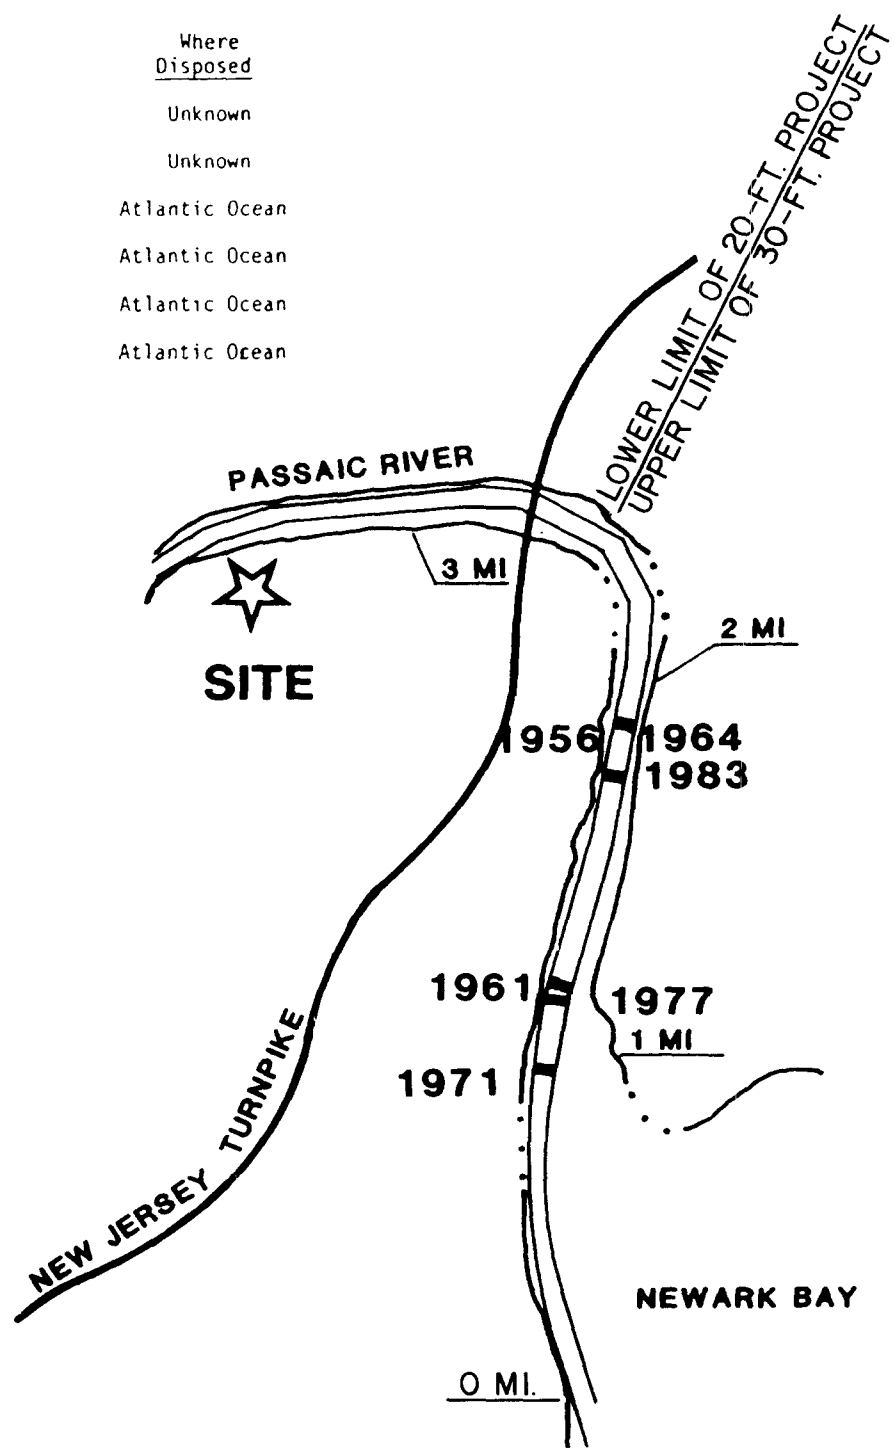 Where
Disposed
Unknown
Unknown
Atlantic Ocean
Atlantic Ocean
Atlantic Ocean
Atlantic Ocean
LOWER LIMIT OF 20-FT. PROJECT
UPPER LIMIT OF 30-FT. PROJECT
PASSAIC RIVER
3 MI
2 MI
SITE
1956
1964
1983
1961
1977
1 MI
1971
NEW JERSEY TURNPIKE
NEWARK BAY
0 MI.